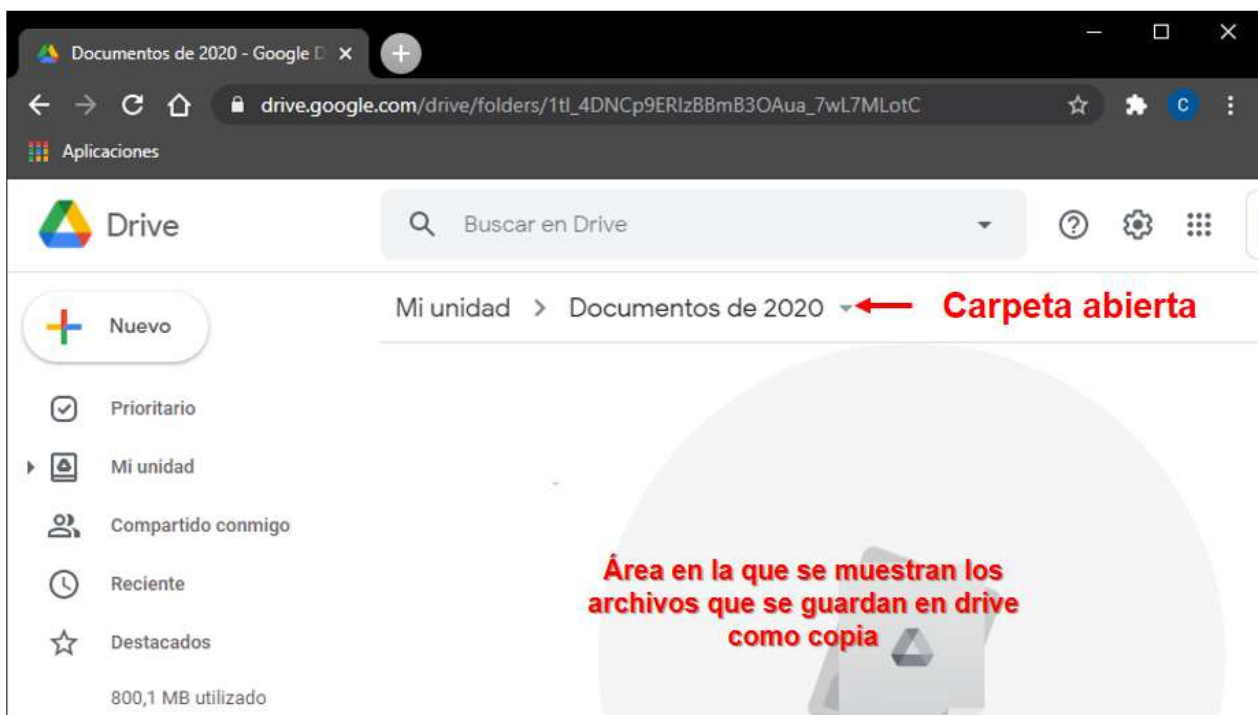 Documentos de 2020 - Google D
drive.google.com/drive/folders/1tl_4DNCp9ERIzBBmB3OAua_7wL7MLotC
C
Aplicaciones
Drive
Buscar en Drive
Mi unidad > Documentos de 2020
Carpeta abierta
Nuevo
Prioritario
Mi unidad
Compartido conmigo
Reciente
Destacados
800,1 MB utilizado
Área en la que se muestran los
archivos que se guardan en drive
como copia